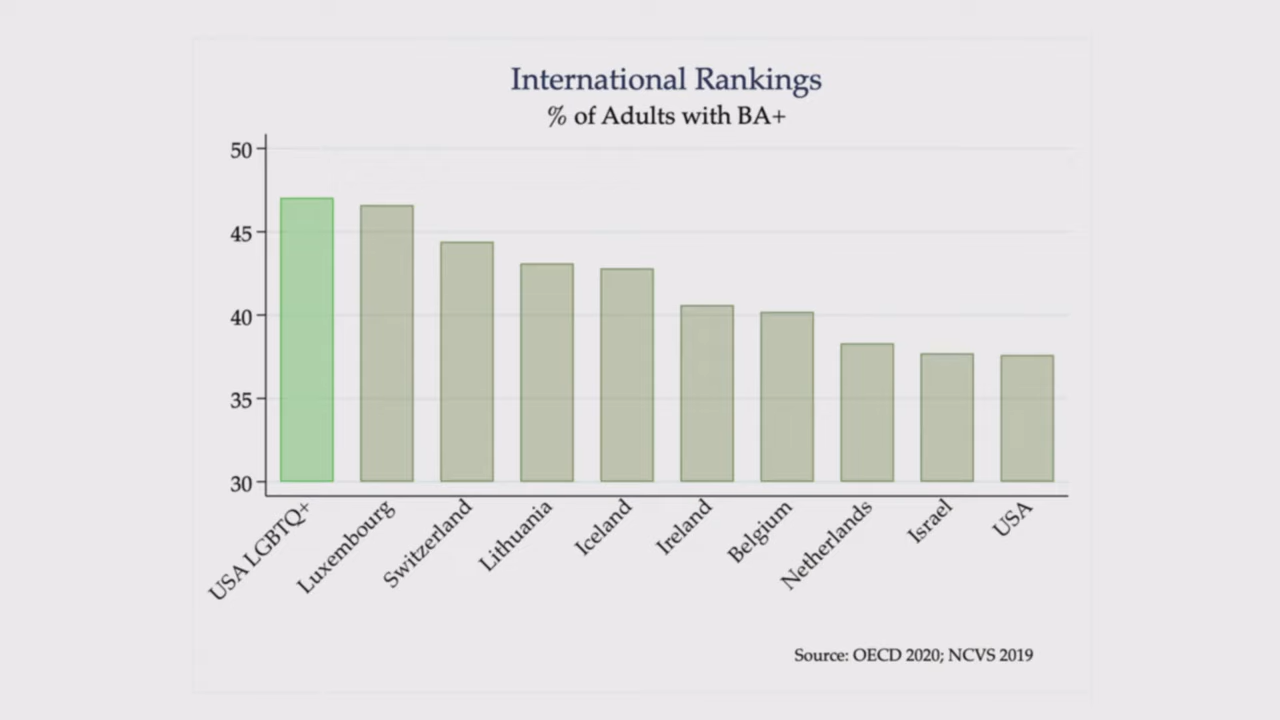 International Rankings
% of Adults with BA+
50
45
40
35
30
USA LGBTQ+
Luxembourg
Switzerland
Lithuania
Iceland
Ireland
Belgium
Netherlands
Israel
USA
Source: OECD 2020; NCVS 2019